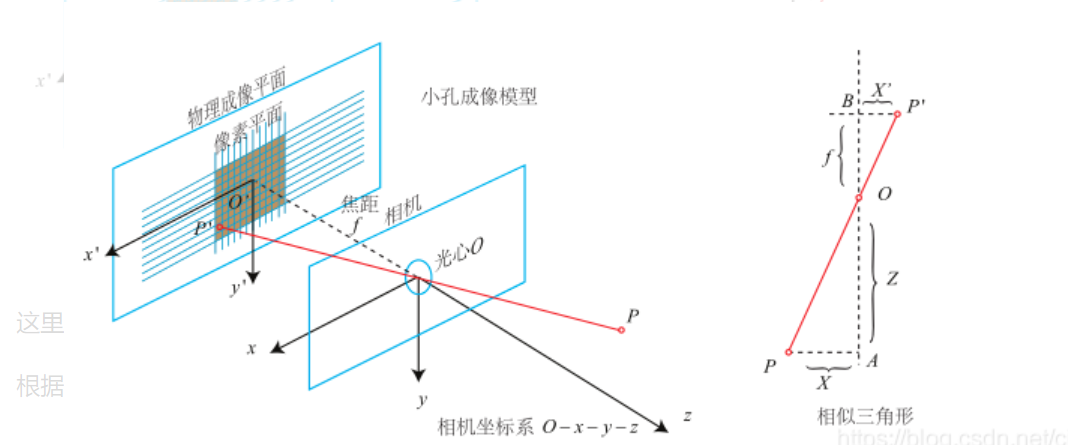 x'
物理成像平面
像素平面
小孔成像模型
O'
P'
x'
y'
焦距
f
相机
光心O
P
x
y
z
相机坐标系 O-x-y-z
B
X'
P'
f
O
Z
P
X
A
相似三角形
这里
根据
https://blog.csdn.net/c